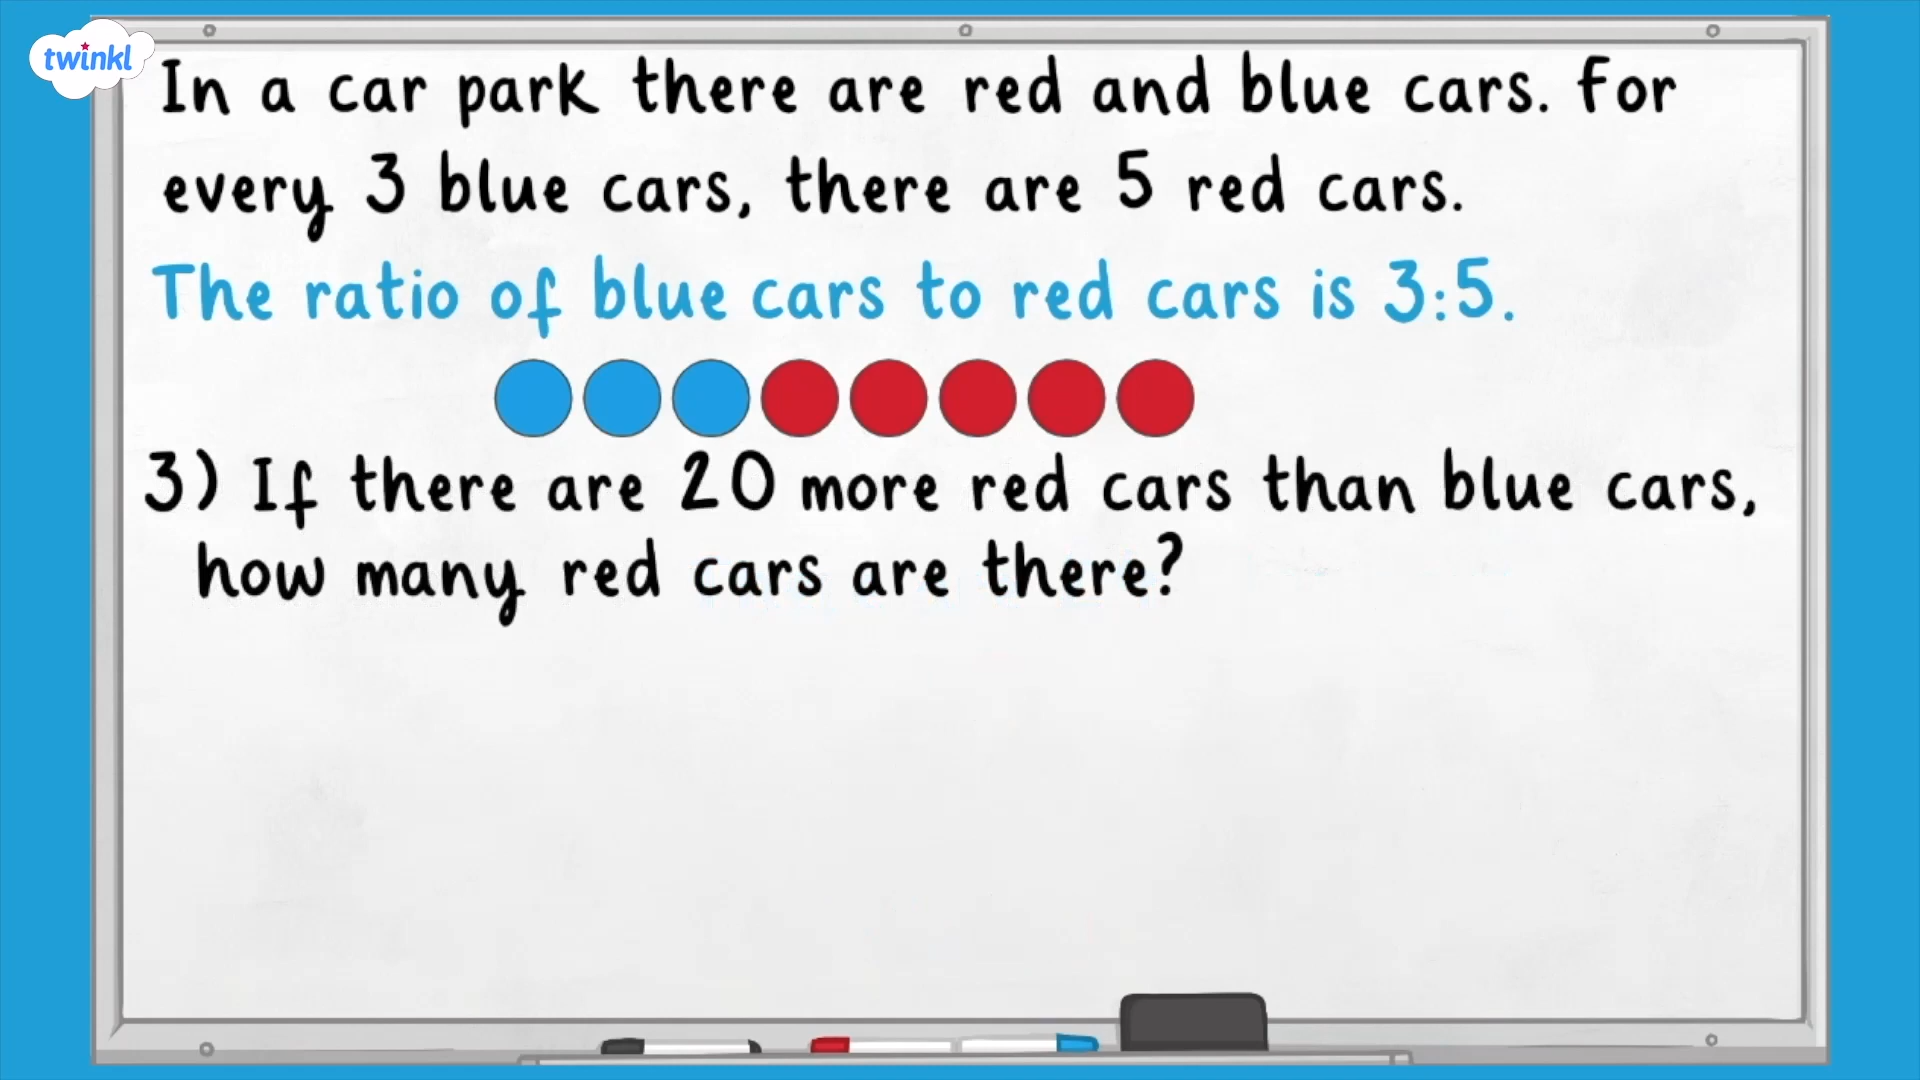 twinkl
In a car park there are red and blue cars. For
every 3 blue cars, there are 5 red cars.
The ratio of blue cars to red cars is 3:5.
3) If there are 20 more red cars than blue cars,
how many red cars are there?